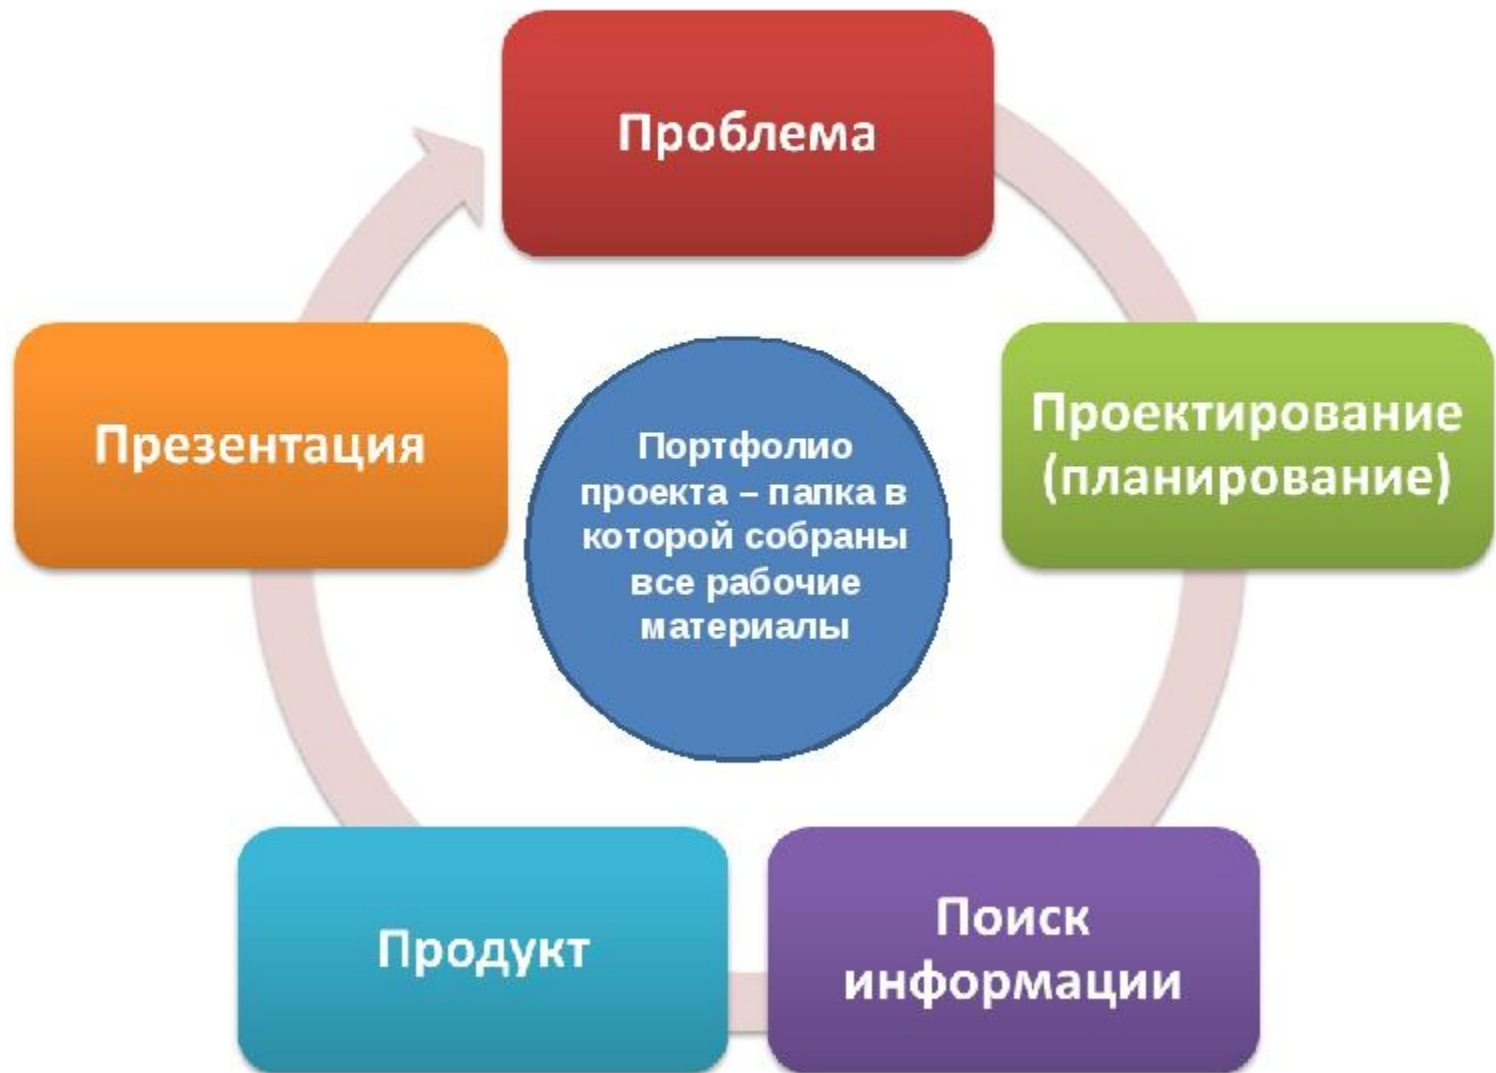 Проблема
Проектирование
(планирование)
Поиск
информации
Продукт
Презентация
Портфолио
проекта – папка в
которой собраны
все рабочие
материалы